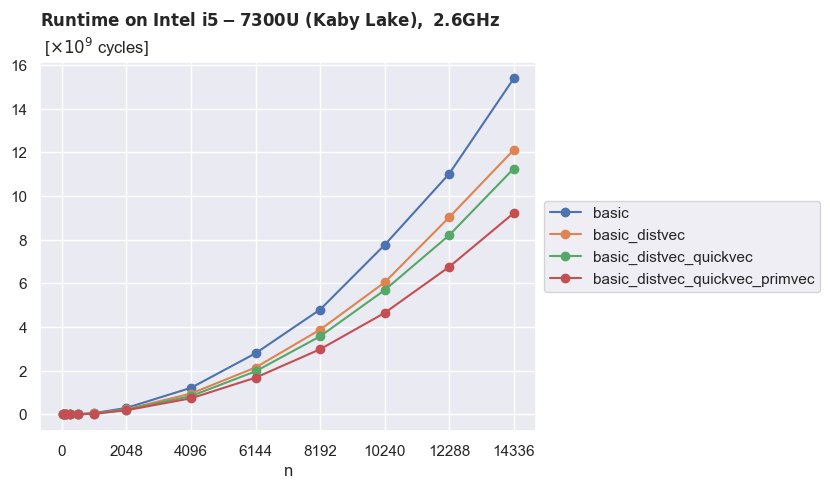 Runtime on Intel i5 − 7300U (Kaby Lake), 2.6GHz
[×10⁹ cycles]
16
14
12
10
8
6
4
2
0
0 2048 4096 6144 8192 10240 12288 14336
n
basic
basic_distvec
basic_distvec_quickvec
basic_distvec_quickvec_primvec